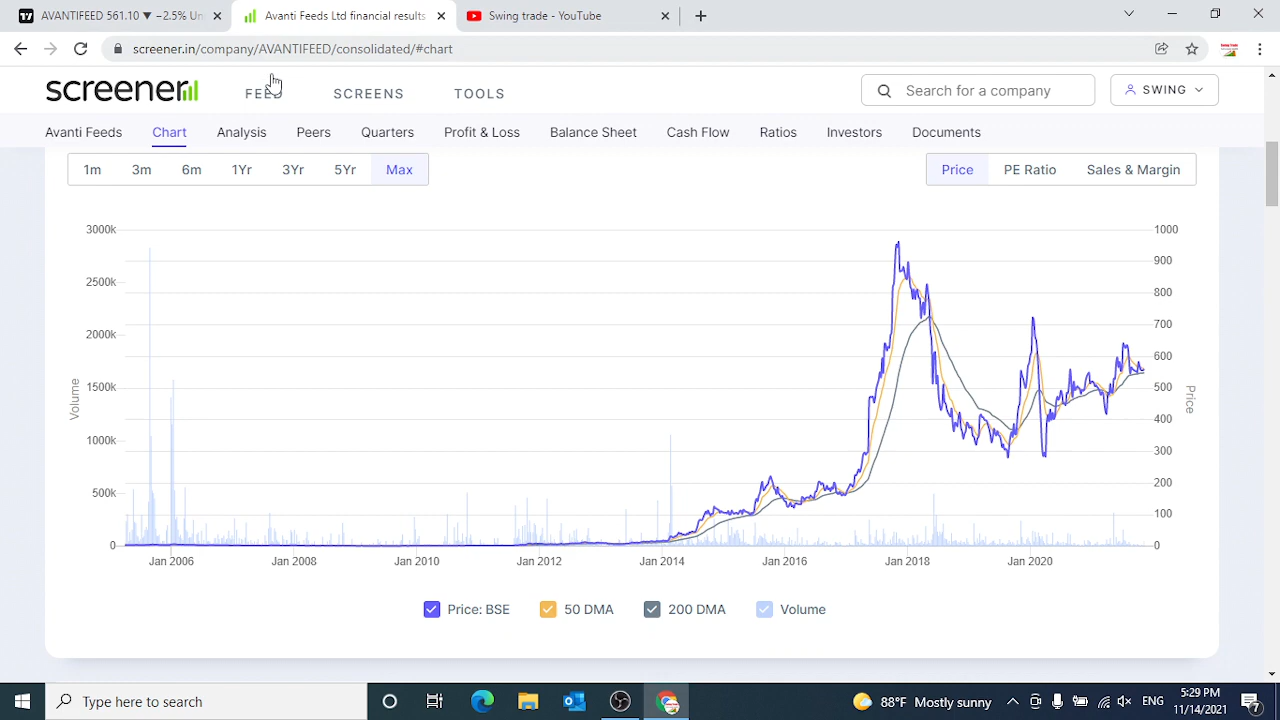 AVANTIFEED 561.10 ▼ −2.5% Un
Avanti Feeds Ltd financial results
Swing trade - YouTube
screener.in/company/AVANTIFEED/consolidated/#chart
screener
FEED
SCREENS
TOOLS
Search for a company
SWING
Avanti Feeds
Chart
Analysis
Peers
Quarters
Profit & Loss
Balance Sheet
Cash Flow
Ratios
Investors
Documents
1m
3m
6m
1Yr
3Yr
5Yr
Max
Price
PE Ratio
Sales & Margin
3000k
2500k
2000k
1500k
1000k
500k
0
Volume
1000
900
800
700
600
500
400
300
200
100
0
Price
Jan 2006
Jan 2008
Jan 2010
Jan 2012
Jan 2014
Jan 2016
Jan 2018
Jan 2020
Price: BSE
50 DMA
200 DMA
Volume
Type here to search
88°F Mostly sunny
ENG
5:29 PM
11/14/2021
7